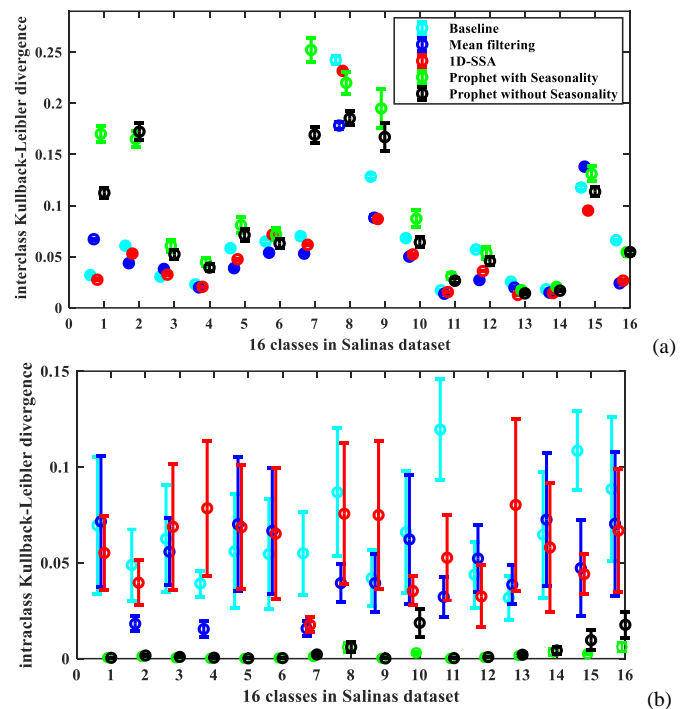 interclass Kullback-Leibler divergence
0.25
0.2
0.15
0.1
0.05
0
Baseline
Mean filtering
1D-SSA
Prophet with Seasonality
Prophet without Seasonality
0 1 2 3 4 5 6 7 8 9 10 11 12 13 14 15 16
16 classes in Salinas dataset
(a)
intraclass Kullback-Leibler divergence
0.15
0.1
0.05
0
1 2 3 4 5 6 7 8 9 10 11 12 13 14 15 16
16 classes in Salinas dataset
(b)